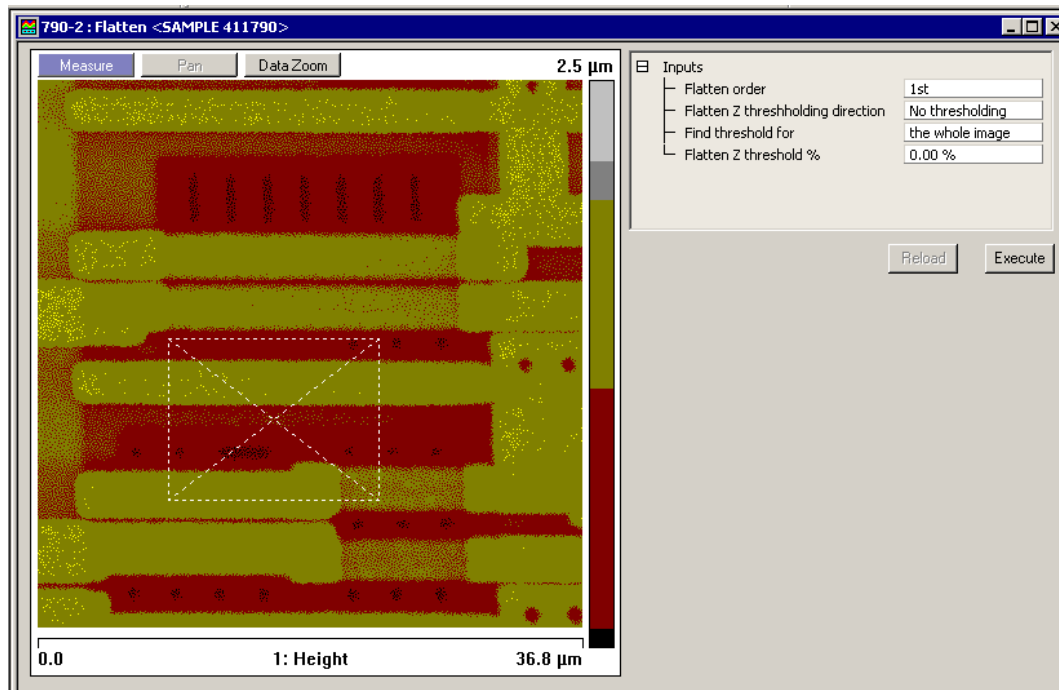 790-2 : Flatten <SAMPLE 411790>
Measure Pan Data Zoom 2.5 µm
Inputs
Flatten order 1st
Flatten Z threshholding direction No thresholding
Find threshold for the whole image
Flatten Z threshold % 0.00 %
Reload Execute
0.0 1: Height 36.8 µm